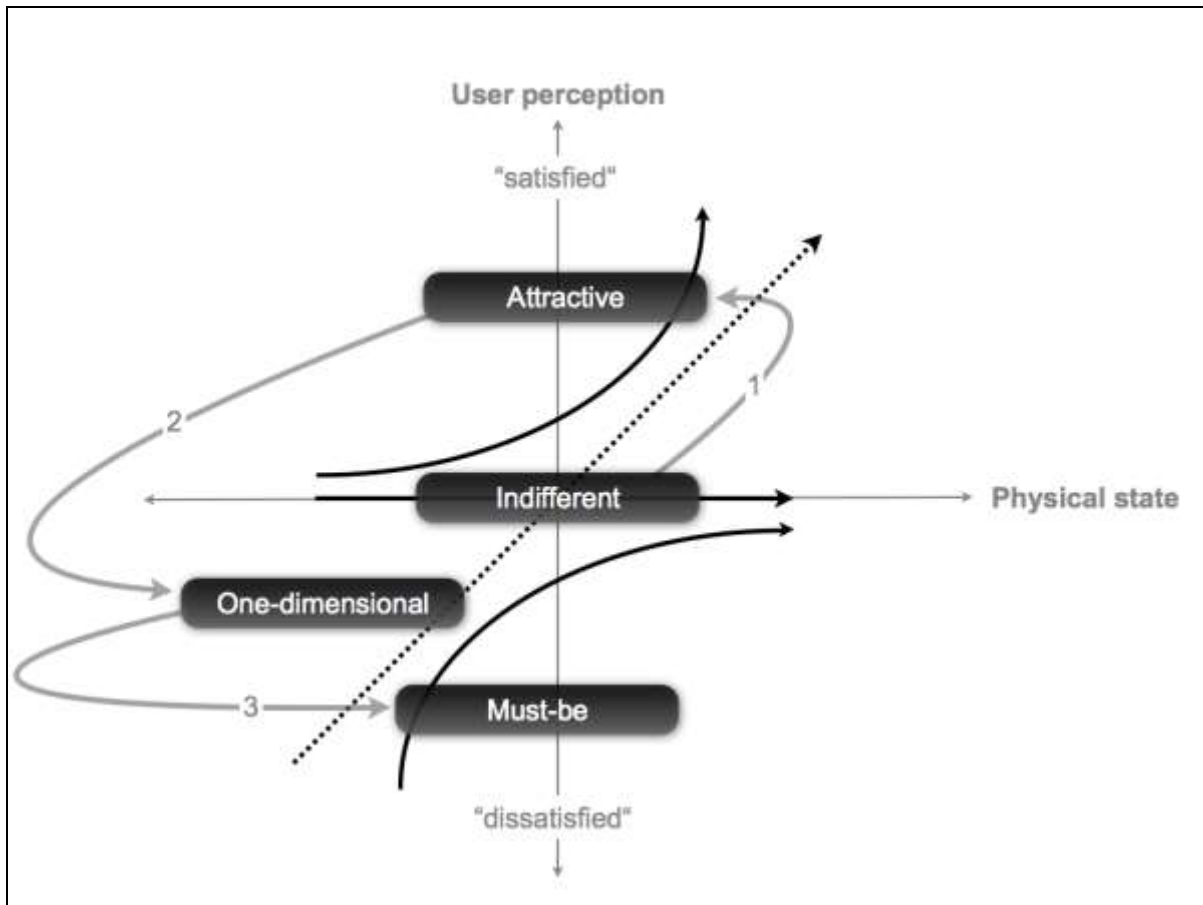 User perception
“satisfied“
Attractive
1
2
Indifferent
Physical state
One-dimensional
3
Must-be
“dissatisfied“